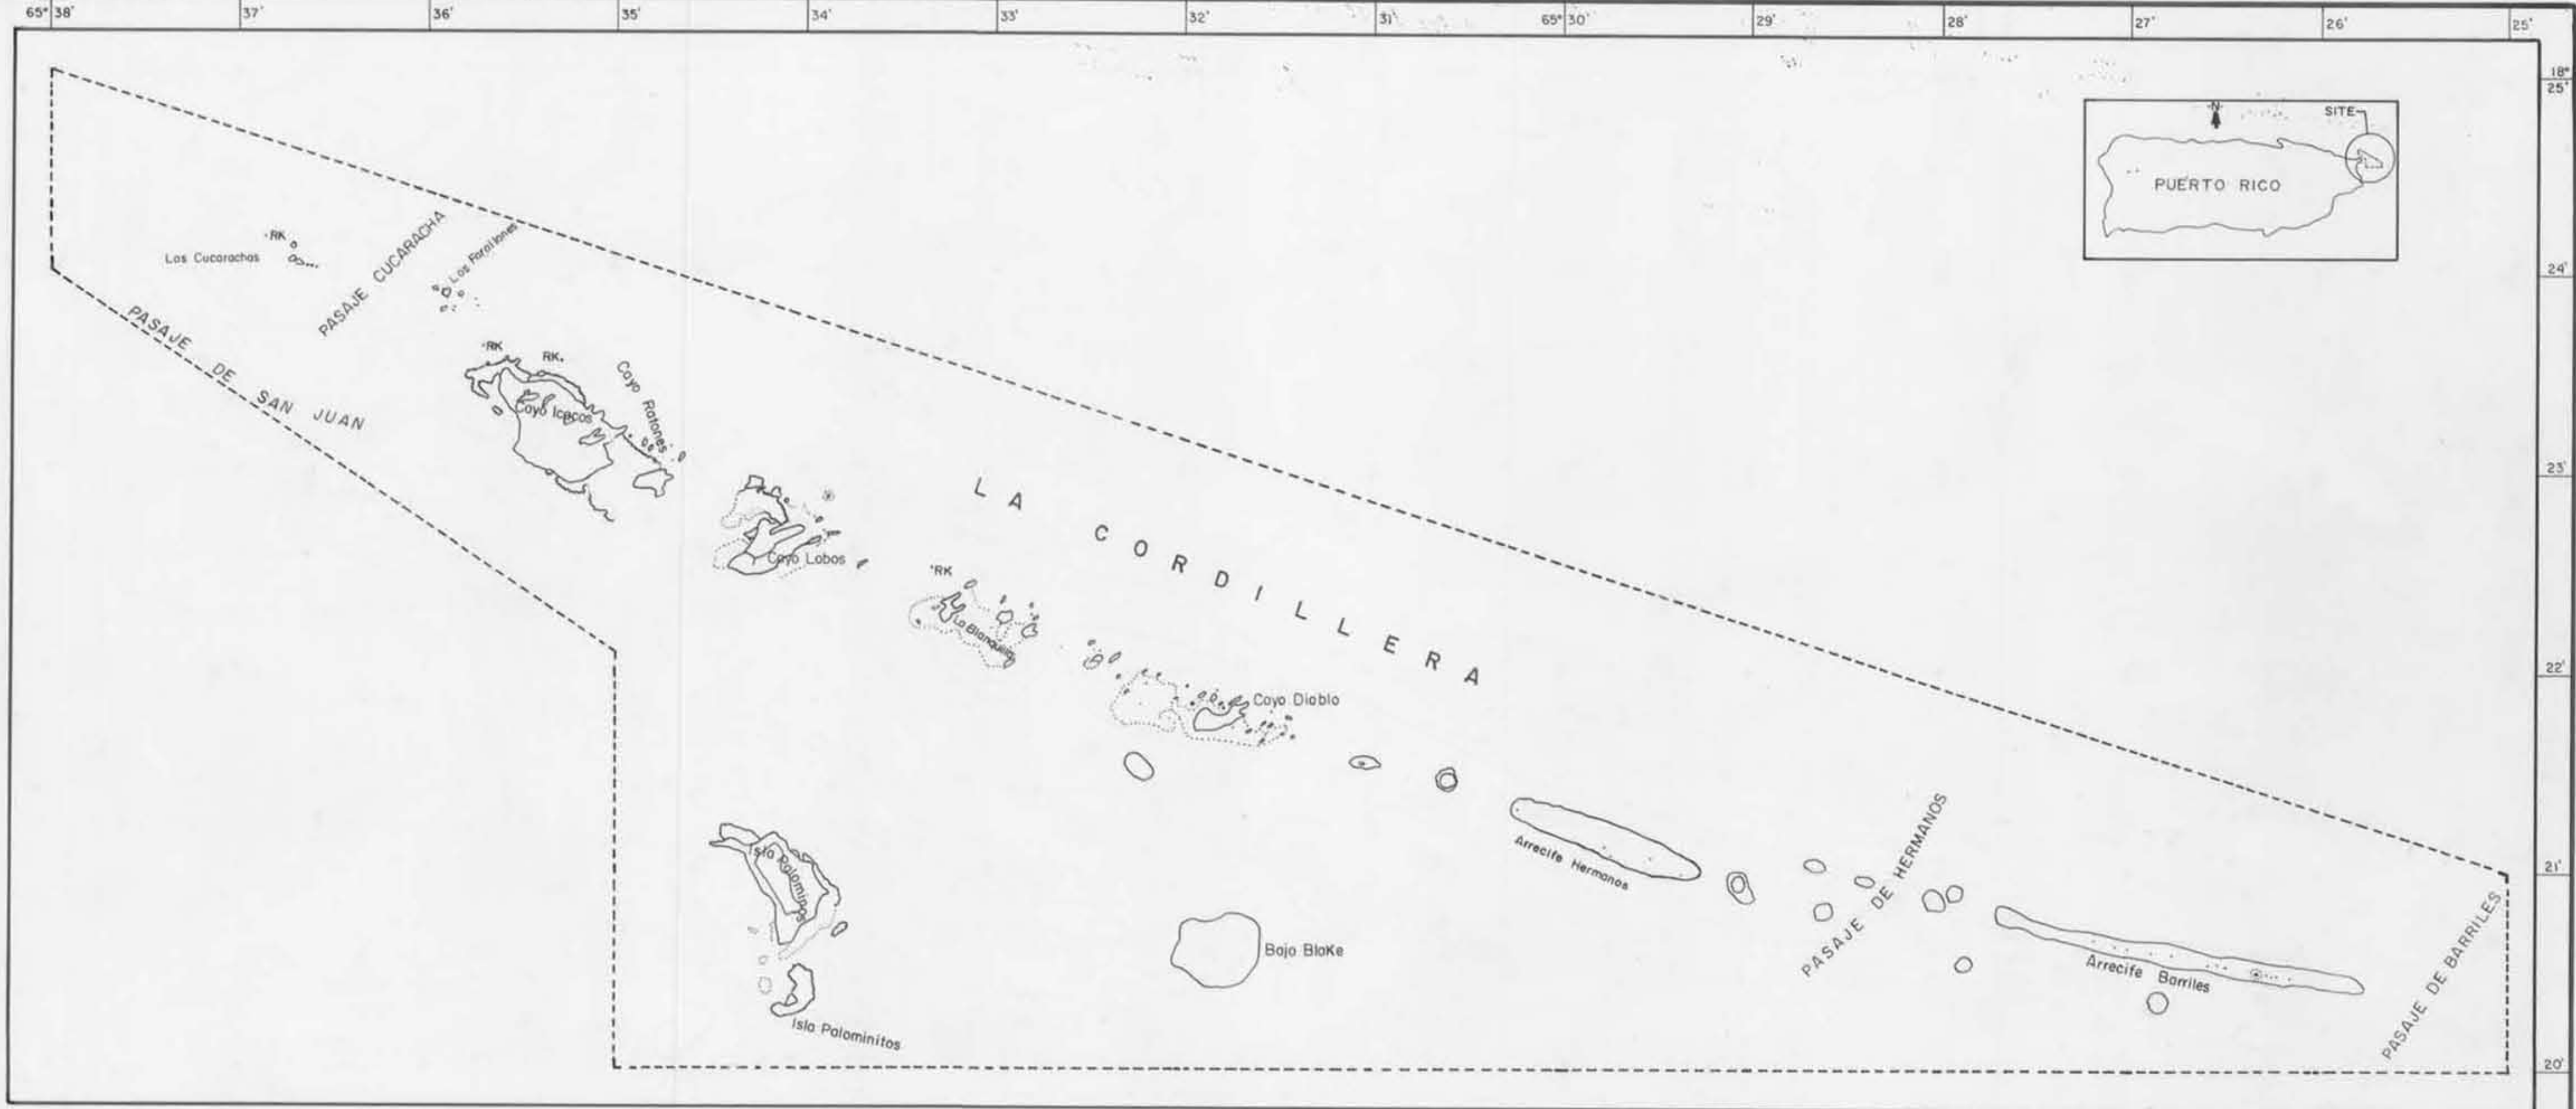 65° 38'
37'
36'
35'
34'
33'
32'
31'
65° 30'
29'
28'
27'
26'
25'
18°
25'
24'
23'
22'
21'
20'
N
SITE
PUERTO RICO
RK
Las Cucarachas
PASAJE CUCARACHA
Los Farallones
PASAJE DE SAN JUAN
RK
RK
Cayo Icacos
Cayo Ratones
Cayo Lobos
LA CORDILLERA
RK
La Blanquilla
Cayo Diablo
Isla Palominos
Isla Palominitos
Bajo Blake
Arrecife Hermanos
PASAJE DE HERMANOS
Arrecife Barriles
PASAJE DE BARRILES